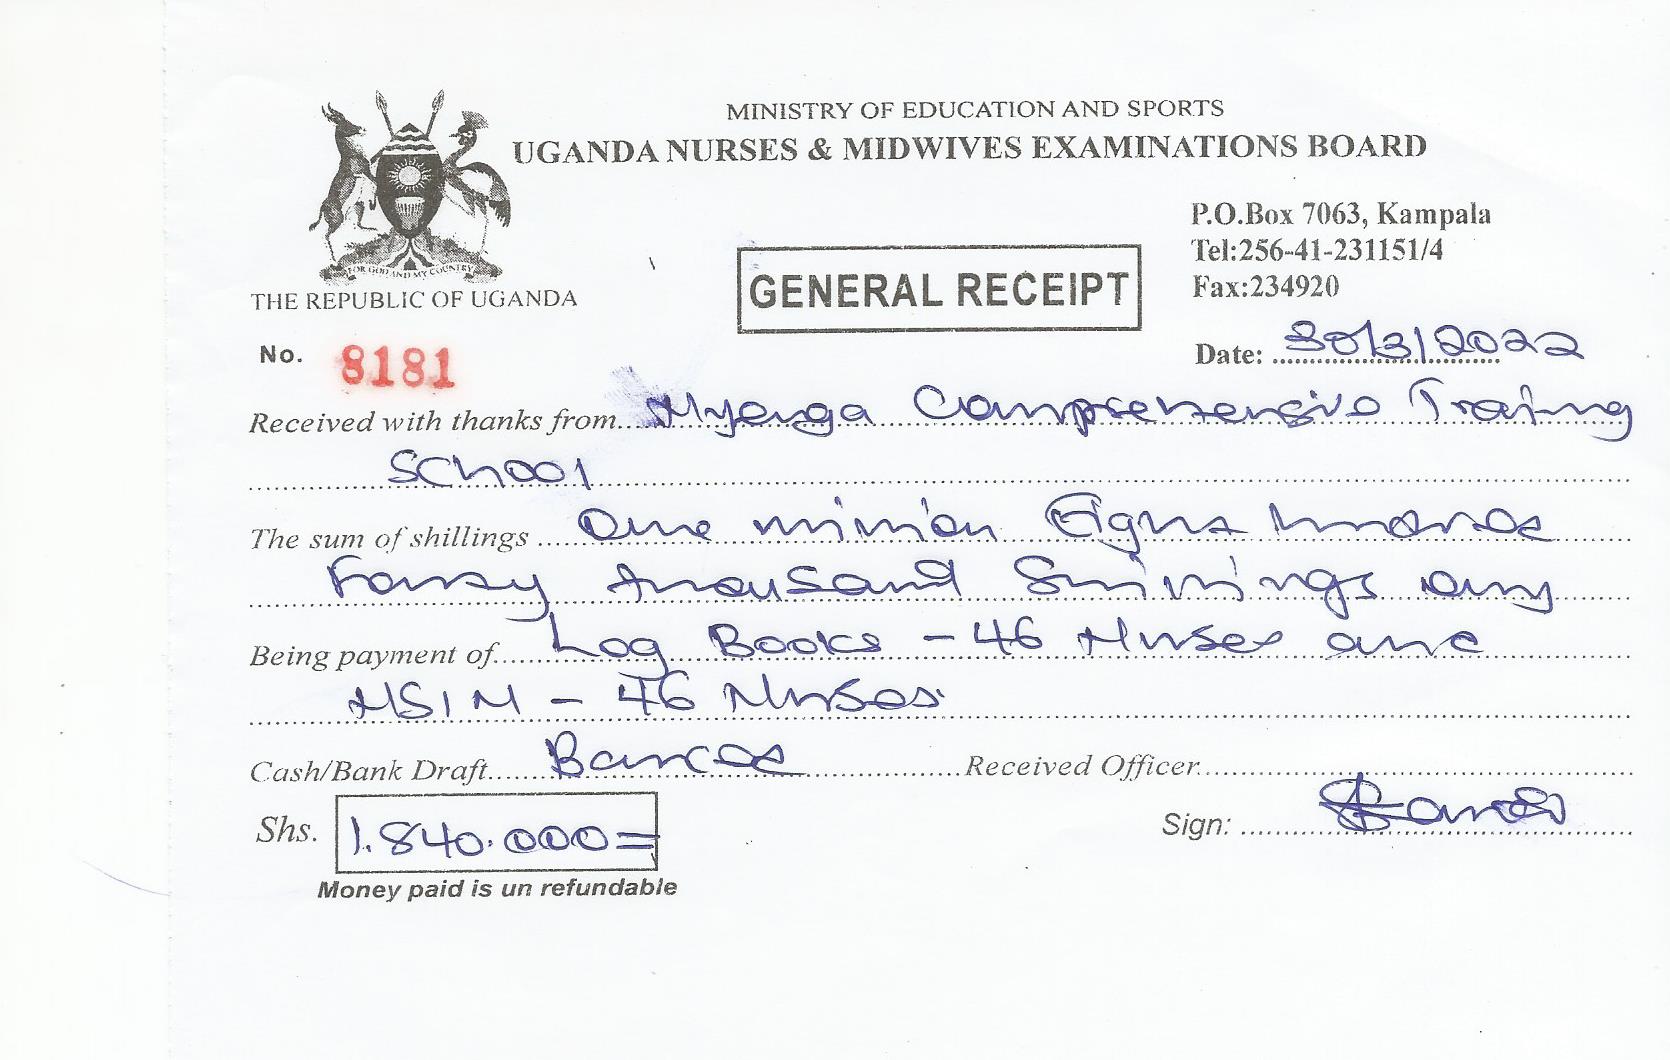 MINISTRY OF EDUCATION AND SPORTS
UGANDA NURSES & MIDWIVES EXAMINATIONS BOARD
P.O.Box 7063, Kampala
Tel:256-41-231151/4
Fax:234920
FOR GOD AND MY COUNTRY
THE REPUBLIC OF UGANDA
GENERAL RECEIPT
No. 8181
Date: 30/3/2022
Received with thanks from Nyenga Comprehensive Training
School
The sum of shillings One million Eight hundred
Forty thousand Shillings only
Being payment of Log Books - 46 Nurses and
NSIN - 46 Nurses
Cash/Bank Draft Banked Received Officer
Shs. 1.840.000=
Sign:
Money paid is un refundable